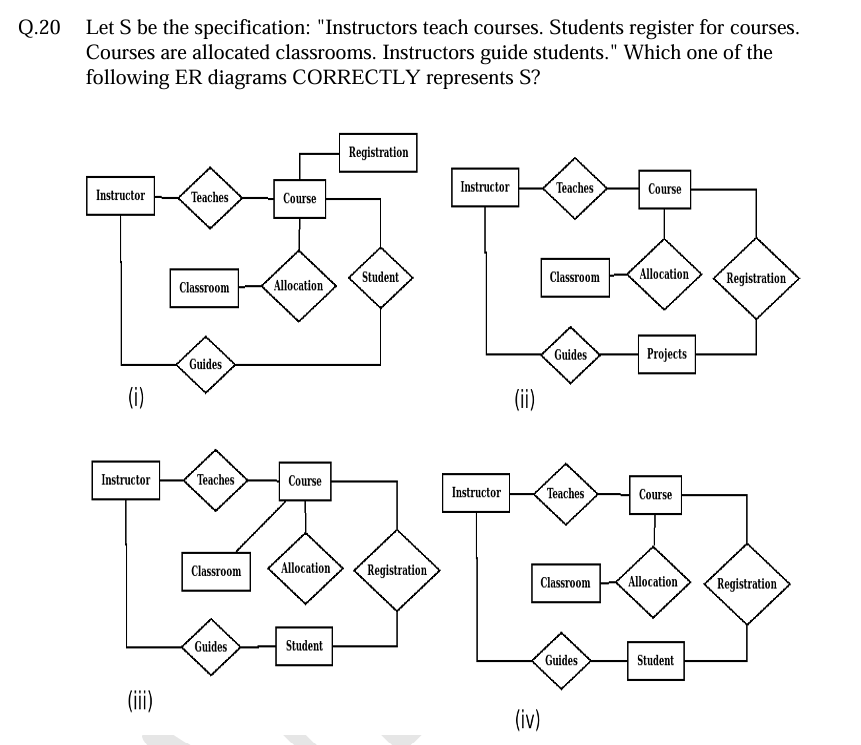 Q.20 Let S be the specification: "Instructors teach courses. Students register for courses.
Courses are allocated classrooms. Instructors guide students." Which one of the
following ER diagrams CORRECTLY represents S?
Registration
Instructor
Teaches
Course
Classroom
Allocation
Student
Guides
(i)
Instructor
Teaches
Course
Classroom
Allocation
Registration
Guides
Projects
(ii)
Instructor
Teaches
Course
Classroom
Allocation
Registration
Guides
Student
(iii)
Instructor
Teaches
Course
Classroom
Allocation
Registration
Guides
Student
(iv)